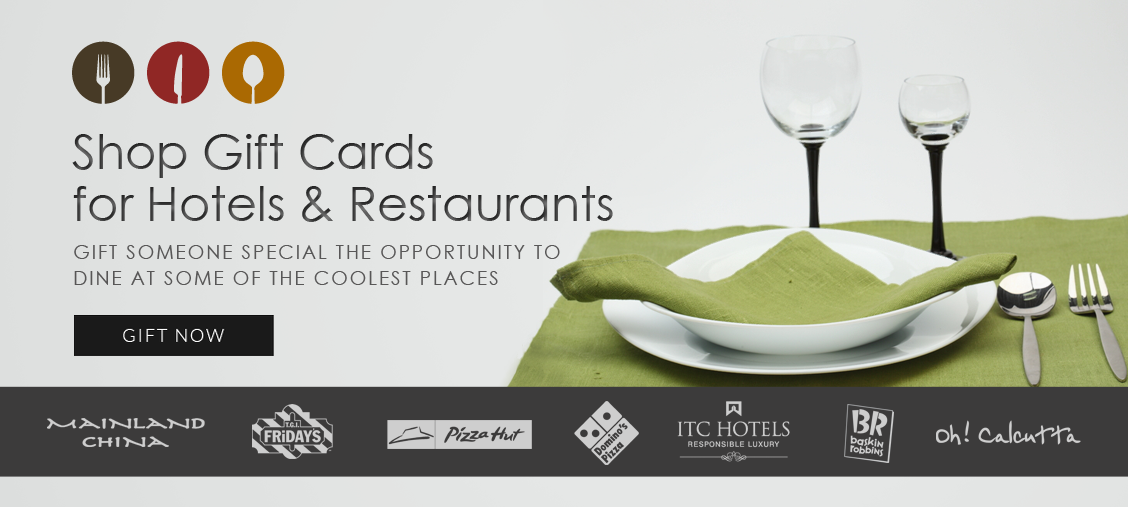 Shop Gift Cards
for Hotels & Restaurants
GIFT SOMEONE SPECIAL THE OPPORTUNITY TO
DINE AT SOME OF THE COOLEST PLACES
GIFT NOW
MAINLAND
CHINA
T.G.I.
FRiDAY'S
Pizza Hut
Domino's
Pizza
ITC HOTELS
RESPONSIBLE LUXURY
BR
baskin
robbins
Oh! Calcutta